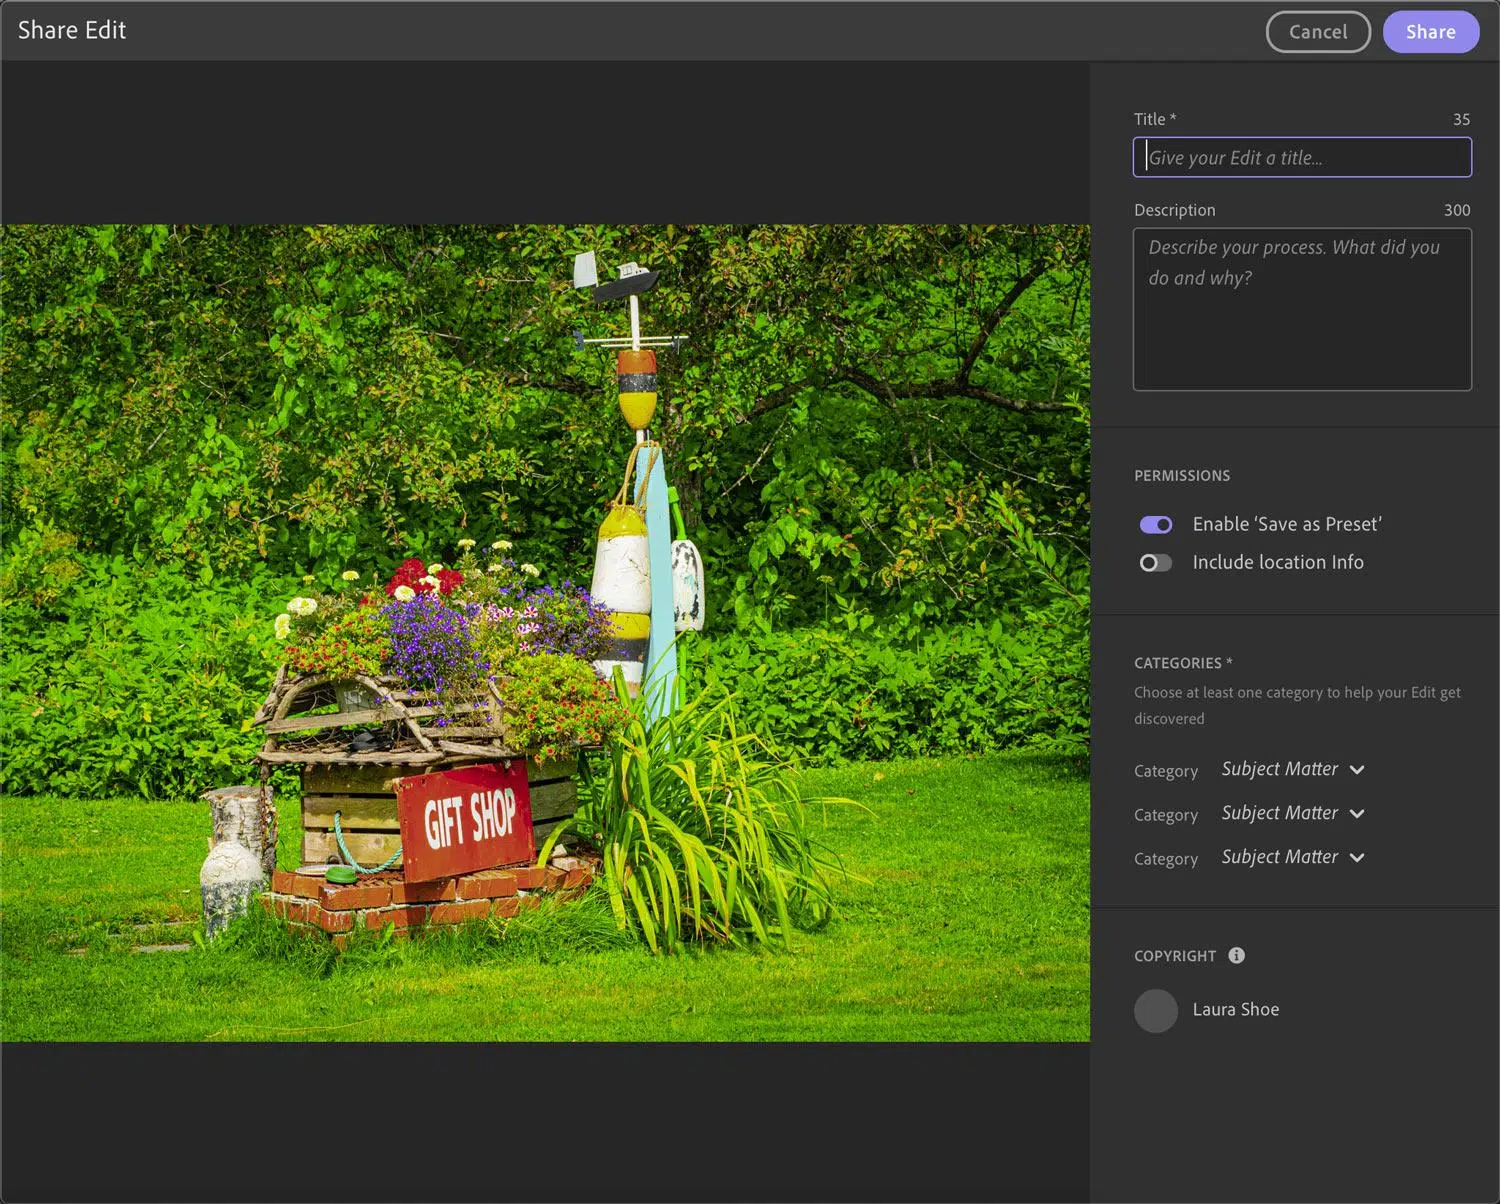 Share Edit
Cancel
Share
Title *
35
Give your Edit a title...
Description
300
Describe your process. What did you
do and why?
PERMISSIONS
Enable ‘Save as Preset’
Include location Info
CATEGORIES *
Choose at least one category to help your Edit get
discovered
Category Subject Matter
Category Subject Matter
Category Subject Matter
COPYRIGHT
Laura Shoe
GIFT SHOP